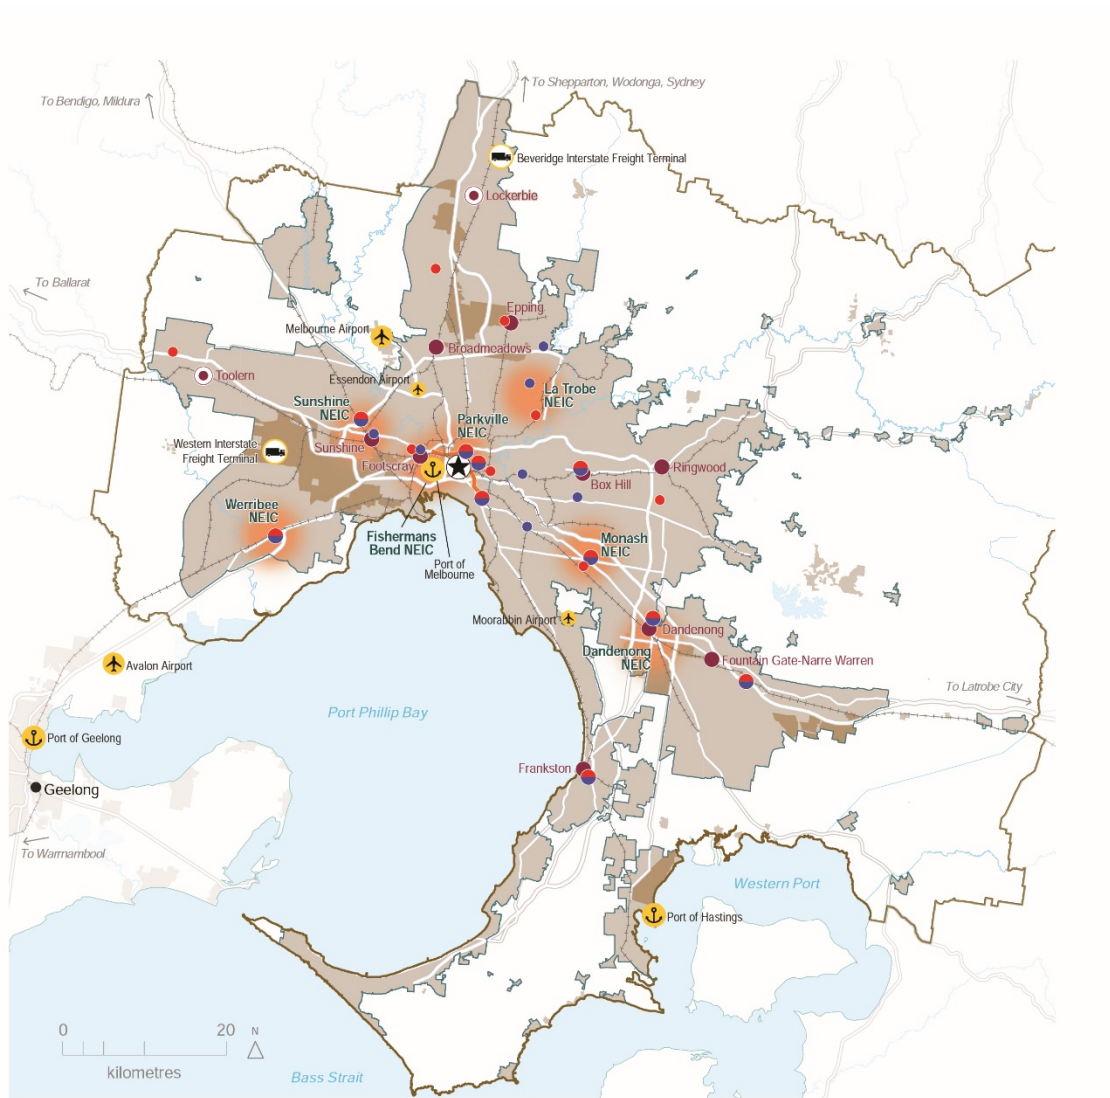 To Shepparton, Wodonga, Sydney
To Bendigo, Mildura
Beveridge Interstate Freight Terminal
Lockerbie
To Ballarat
Epping
Melbourne Airport
Broadmeadows
Toolern
Essendon Airport
La Trobe
NEIC
Sunshine
NEIC
Parkville
NEIC
Western Interstate
Freight Terminal
Sunshine
Footscray
Ringwood
Box Hill
Werribee
NEIC
Fishermans
Bend NEIC
Monash
NEIC
Port of
Melbourne
Moorabbin Airport
Dandenong
Dandenong
NEIC
Fountain Gate-Narre Warren
Avalon Airport
To Latrobe City
Port Phillip Bay
Port of Geelong
Frankston
Geelong
To Warrnambool
Western Port
Port of Hastings
0 20 N
kilometres
Bass Strait